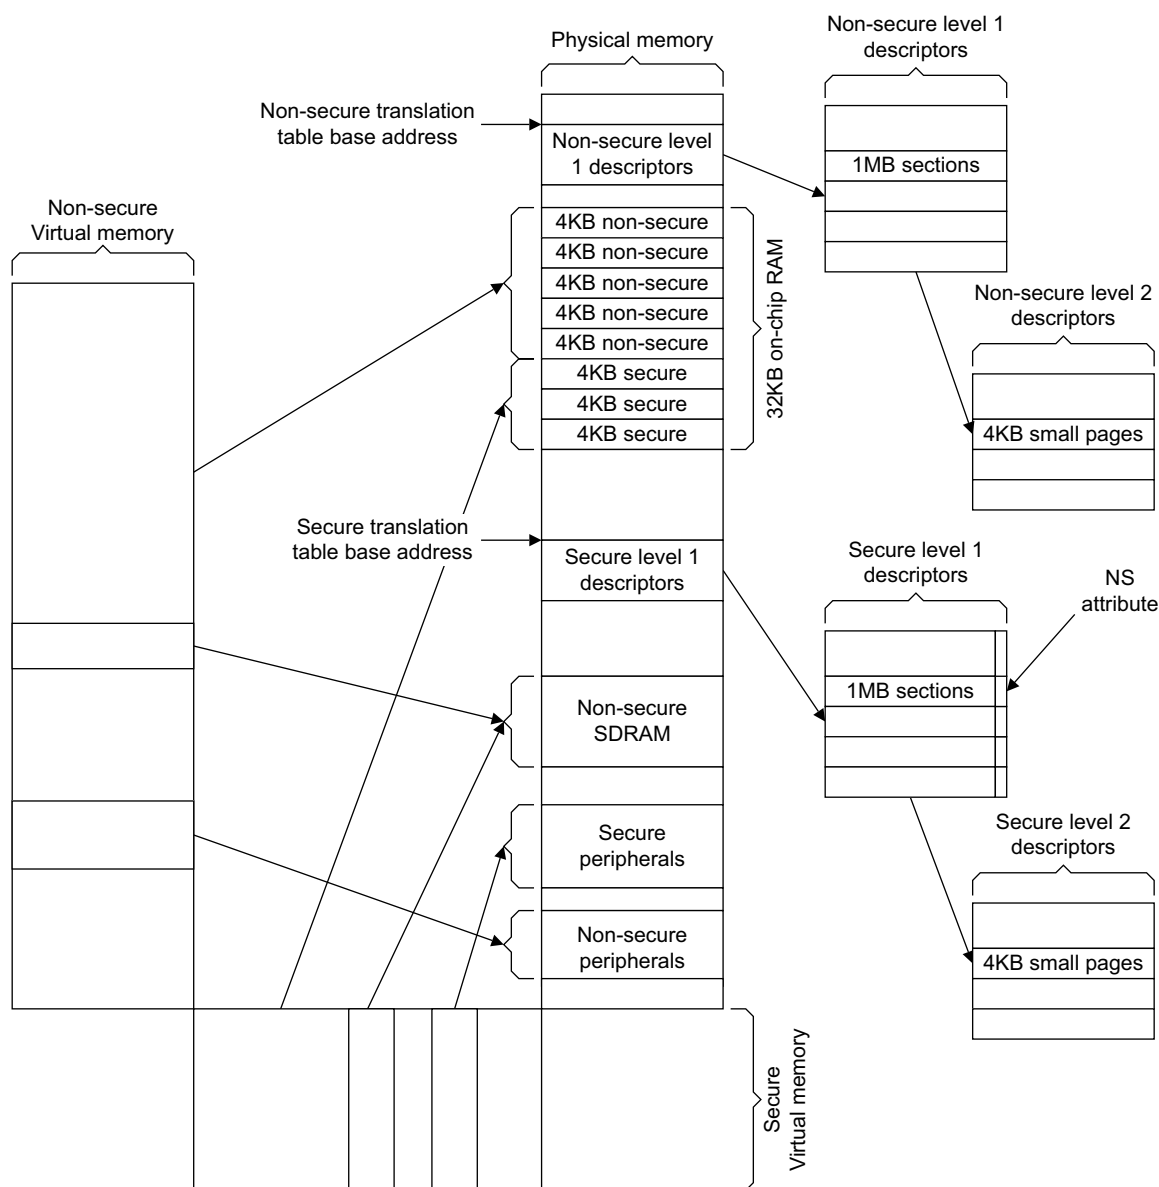 Physical memory
Non-secure level 1
descriptors
Non-secure translation
table base address
Non-secure level
1 descriptors
1MB sections
Non-secure
Virtual memory
4KB non-secure
4KB non-secure
4KB non-secure
4KB non-secure
4KB non-secure
4KB secure
4KB secure
4KB secure
32KB on-chip RAM
Non-secure level 2
descriptors
4KB small pages
Secure translation
table base address
Secure level 1
descriptors
Secure level 1
descriptors
NS
attribute
1MB sections
Non-secure
SDRAM
Secure
peripherals
Secure level 2
descriptors
Non-secure
peripherals
4KB small pages
Secure
Virtual memory